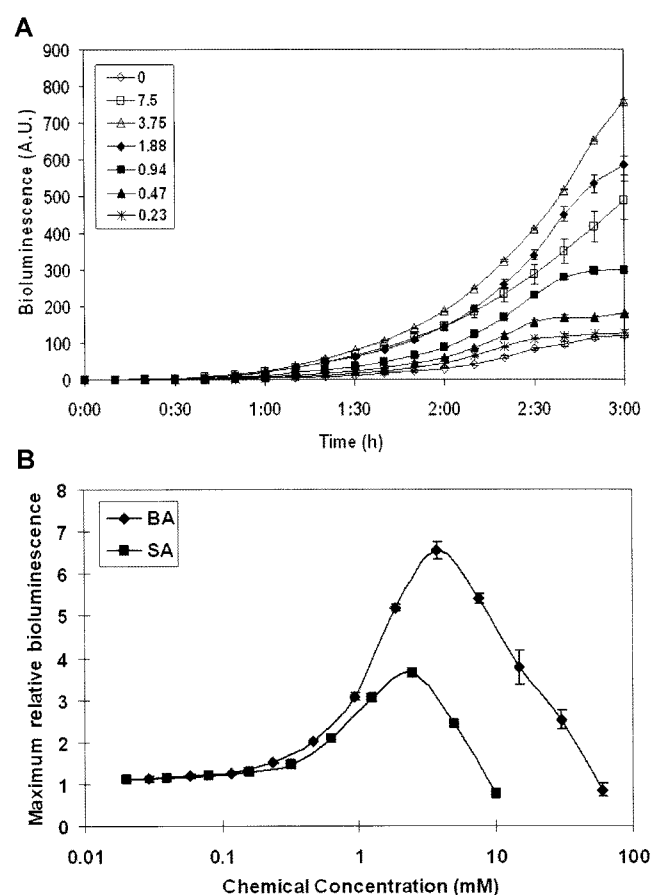 A
900
800
700
600
500
400
300
200
100
0
Bioluminescence (A.U.)
0
7.5
3.75
1.88
0.94
0.47
0.23
0:00 0:30 1:00 1:30 2:00 2:30 3:00
Time (h)
B
8
7
6
5
4
3
2
1
0
Maximum relative bioluminescence
BA
SA
0.01 0.1 1 10 100
Chemical Concentration (mM)